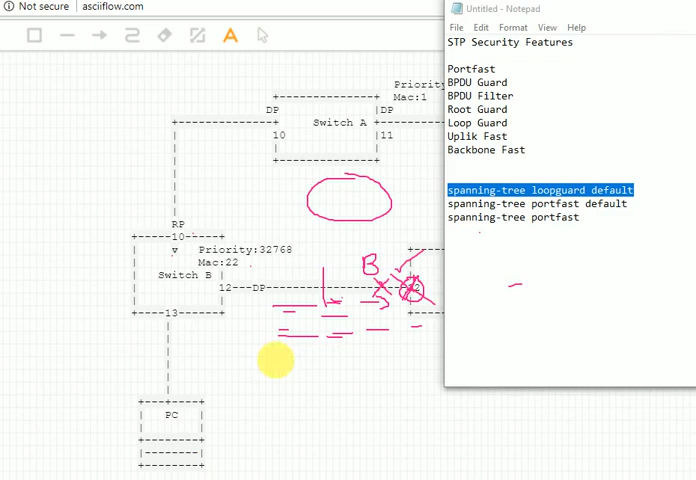 Not secure | asciiflow.com
Untitled - Notepad
File Edit Format View Help
STP Security Features
Portfast
BPDU Guard
BPDU Filter
Root Guard
Loop Guard
Uplik Fast
Backbone Fast
spanning-tree loopguard default
spanning-tree portfast default
spanning-tree portfast
A
Priorit
Mac:1
DP
DP
Switch A
10
11
RP
10
v
Priority:32768
Mac:22
Switch B
B
12
DP
13
PC